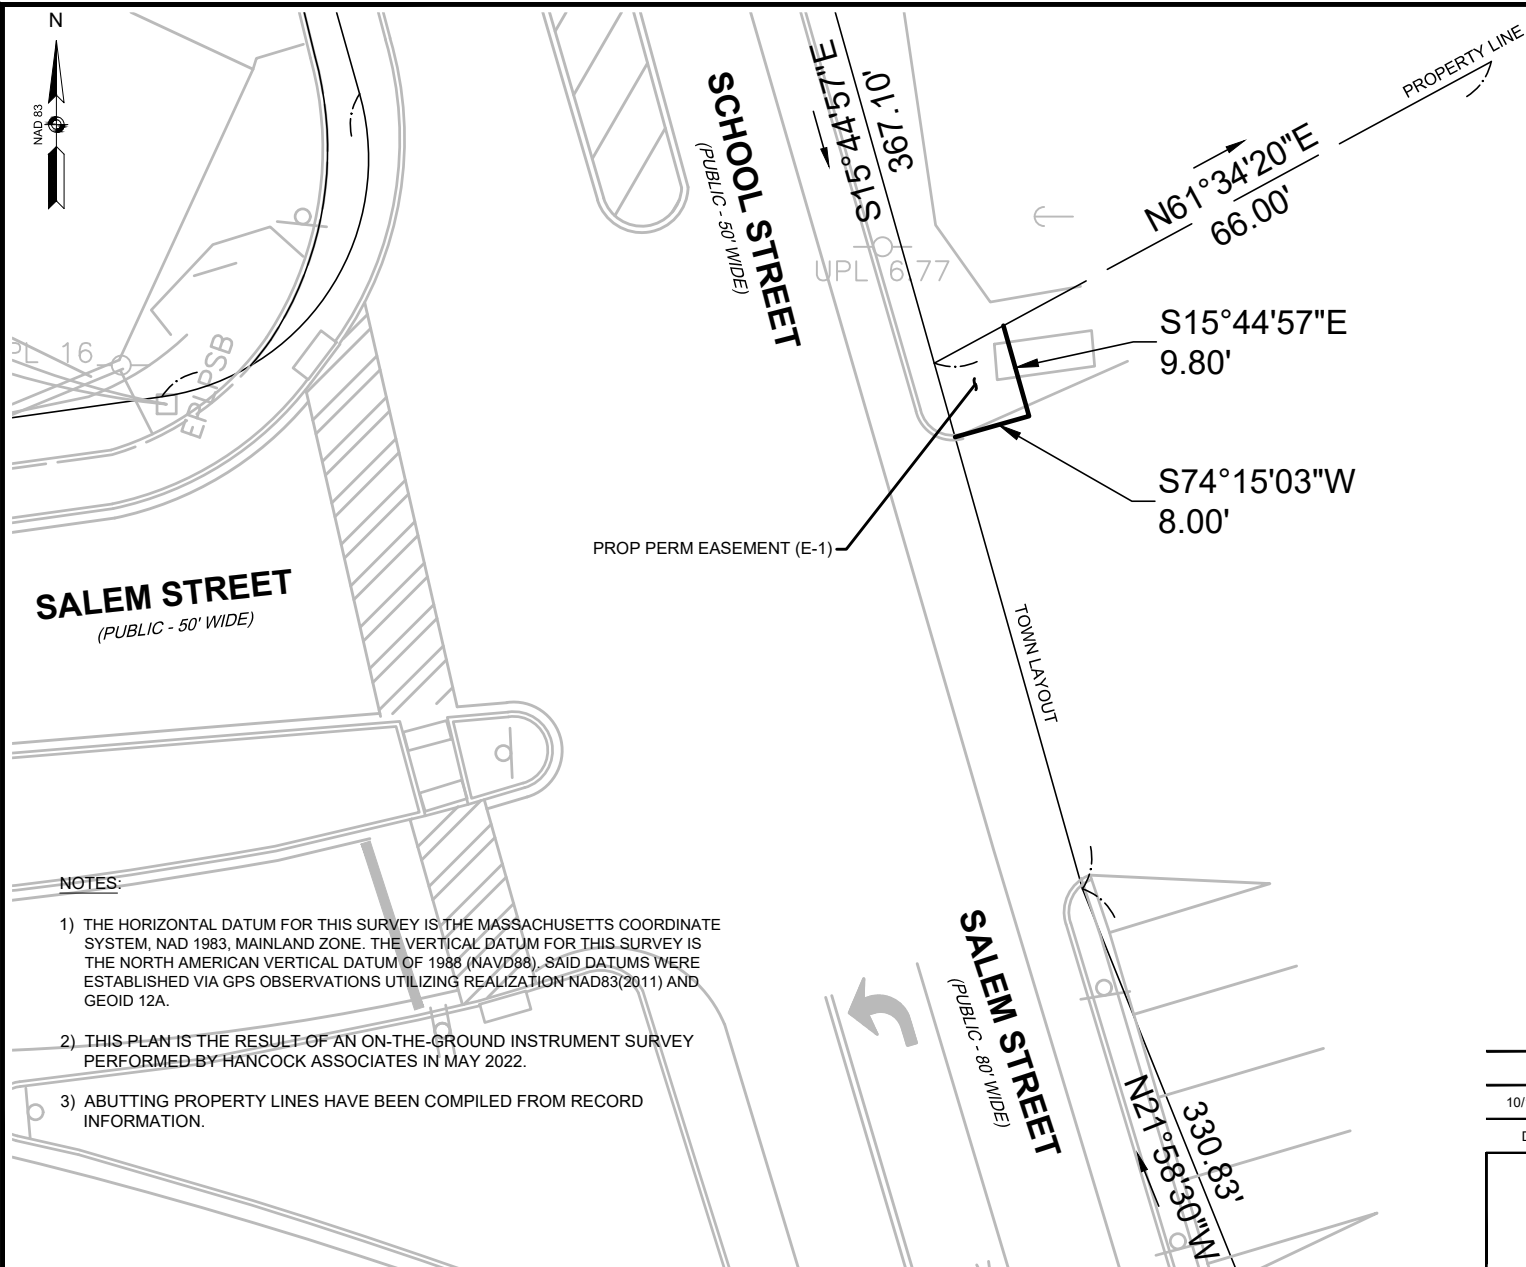 N
NAD 83
SCHOOL STREET
(PUBLIC - 50' WIDE)
S15°44'57"E
367.10'
PROPERTY LINE
N61°34'20"E
66.00'
UPL 6.77
S15°44'57"E
9.80'
PL 16
EPUPSB
S74°15'03"W
8.00'
PROP PERM EASEMENT (E-1)
SALEM STREET
(PUBLIC - 50' WIDE)
TOWN LAYOUT
NOTES:
1) THE HORIZONTAL DATUM FOR THIS SURVEY IS THE MASSACHUSETTS COORDINATE
SYSTEM, NAD 1983, MAINLAND ZONE. THE VERTICAL DATUM FOR THIS SURVEY IS
THE NORTH AMERICAN VERTICAL DATUM OF 1988 (NAVD88). SAID DATUMS WERE
ESTABLISHED VIA GPS OBSERVATIONS UTILIZING REALIZATION NAD83(2011) AND
GEOID 12A.
2) THIS PLAN IS THE RESULT OF AN ON-THE-GROUND INSTRUMENT SURVEY
PERFORMED BY HANCOCK ASSOCIATES IN MAY 2022.
3) ABUTTING PROPERTY LINES HAVE BEEN COMPILED FROM RECORD
INFORMATION.
SALEM STREET
(PUBLIC - 80' WIDE)
N21°58'30"W
330.83'
10/